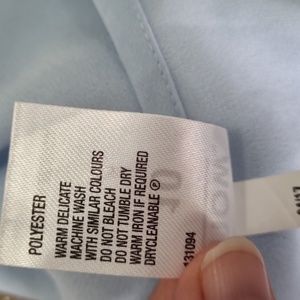 POLYESTER
WARM DELICATE
MACHINE WASH
WITH SIMILAR COLOURS
DO NOT BLEACH
DO NOT TUMBLE DRY
WARM IRON IF REQUIRED
DRYCLEANABLE Ⓟ
131094